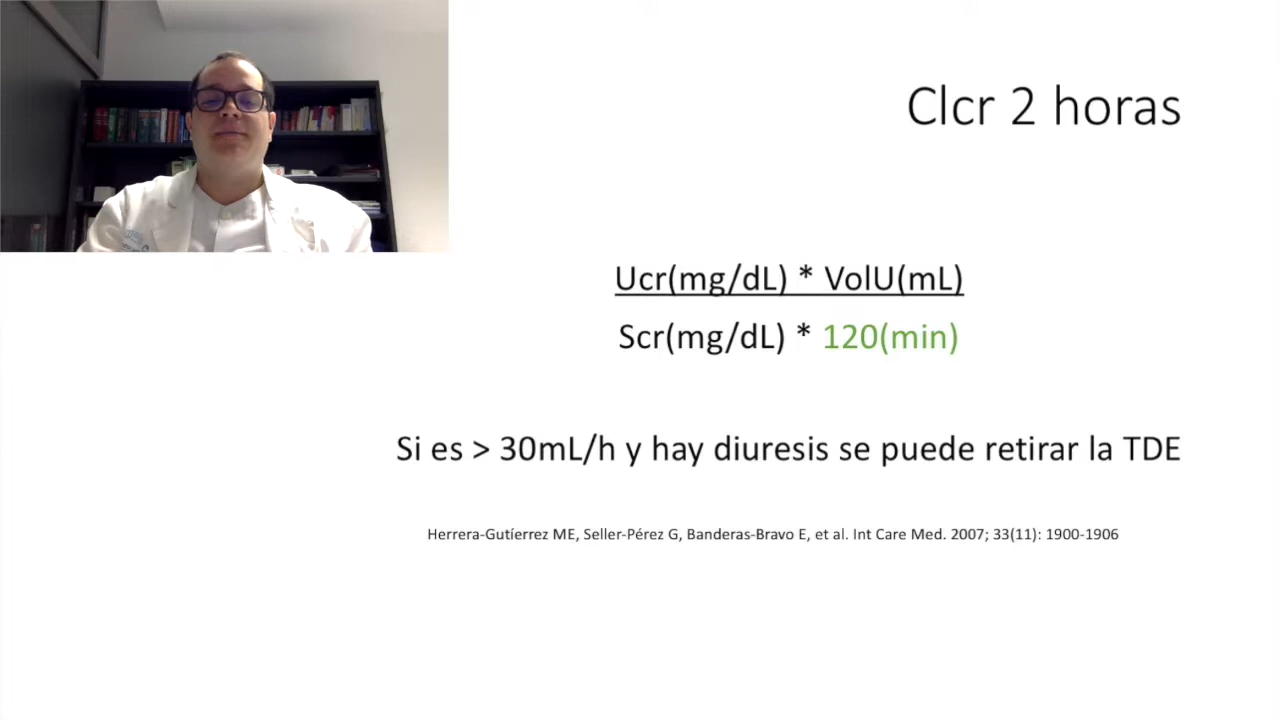 Clcr 2 horas
Ucr(mg/dL) * VolU(mL)
Scr(mg/dL) * 120(min)
Si es > 30mL/h y hay diuresis se puede retirar la TDE
Herrera-Gutíerrez ME, Seller-Pérez G, Banderas-Bravo E, et al. Int Care Med. 2007; 33(11): 1900-1906